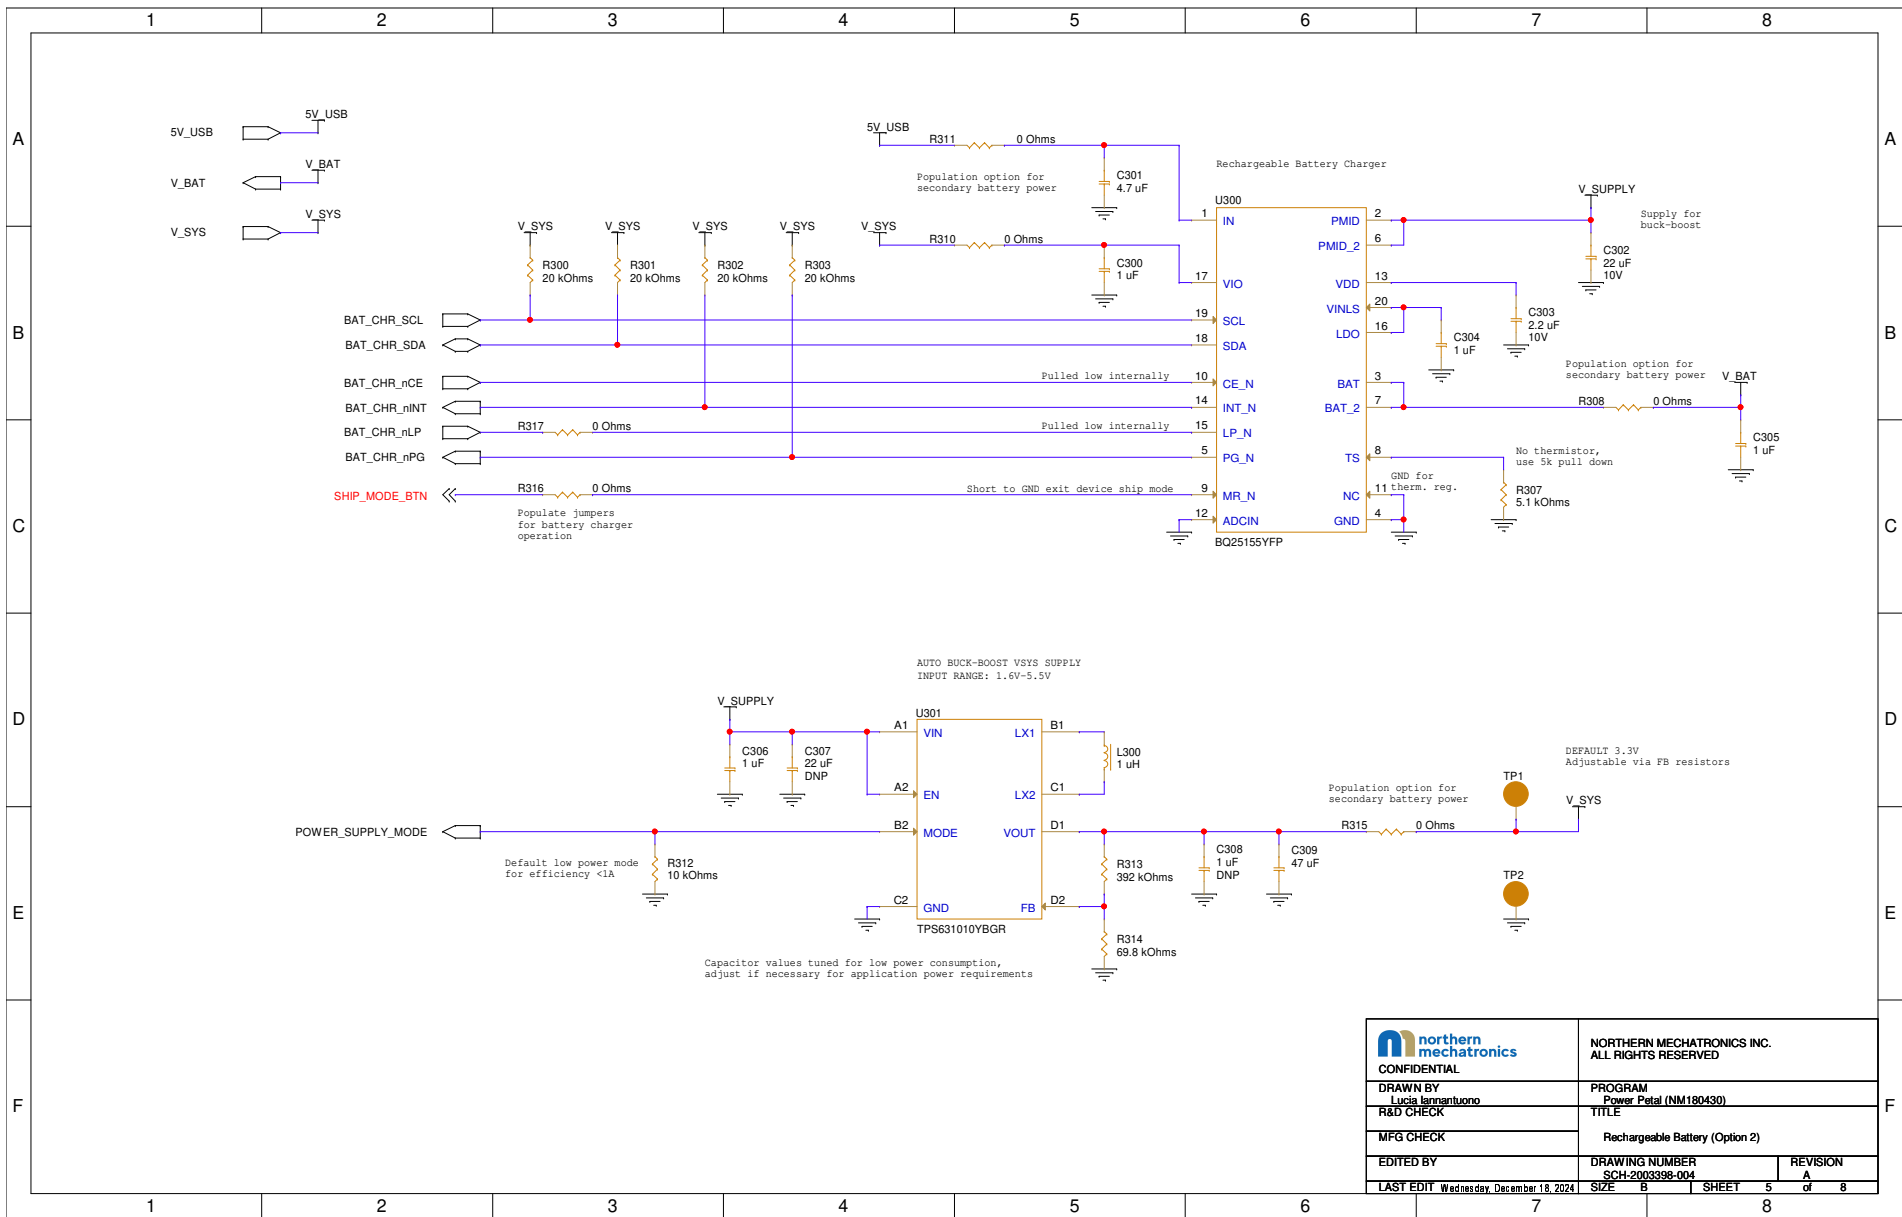 1 2 3 4 5 6 7 8
A A
B B
C C
D D
E E
F F
5V_USB
5V_USB
V_BAT
V_BAT
V_SYS
V_SYS
5V_USB
R311
0 Ohms
Population option for
secondary battery power
C301
4.7 uF
V_SYS
R310
0 Ohms
C300
1 uF
V_SYS
R300
20 kOhms
V_SYS
R301
20 kOhms
V_SYS
R302
20 kOhms
V_SYS
R303
20 kOhms
BAT_CHR_SCL
BAT_CHR_SDA
BAT_CHR_nCE
BAT_CHR_nINT
BAT_CHR_nLP
BAT_CHR_nPG
SHIP_MODE_BTN
R317
0 Ohms
R316
0 Ohms
Populate jumpers
for battery charger
operation
Pulled low internally
Pulled low internally
Short to GND exit device ship mode
Rechargeable Battery Charger
U300
1 IN
17 VIO
19 SCL
18 SDA
10 CE_N
14 INT_N
15 LP_N
5 PG_N
9 MR_N
12 ADCIN
PMID 2
PMID_2 6
VDD 13
VINLS 20
LDO 16
BAT 3
BAT_2 7
TS 8
NC 11
GND 4
BQ25155YFP
V_SUPPLY
Supply for
buck-boost
C302
22 uF
10V
C303
2.2 uF
10V
C304
1 uF
Population option for
secondary battery power
V_BAT
R308
0 Ohms
C305
1 uF
No thermistor,
use 5k pull down
GND for
therm. reg.
R307
5.1 kOhms
AUTO BUCK-BOOST VSYS SUPPLY
INPUT RANGE: 1.6V-5.5V
V_SUPPLY
C306
1 uF
C307
22 uF
DNP
U301
A1 VIN
A2 EN
B2 MODE
C2 GND
LX1 B1
LX2 C1
VOUT D1
FB D2
TPS631010YBGR
L300
1 uH
POWER_SUPPLY_MODE
Default low power mode
for efficiency <1A
R312
10 kOhms
R313
392 kOhms
R314
69.8 kOhms
C308
1 uF
DNP
C309
47 uF
Population option for
secondary battery power
R315
0 Ohms
DEFAULT 3.3V
Adjustable via FB resistors
TP1
V_SYS
TP2
Capacitor values tuned for low power consumption,
adjust if necessary for application power requirements
northern
mechatronics
CONFIDENTIAL
NORTHERN MECHATRONICS INC.
ALL RIGHTS RESERVED
DRAWN BY
Lucia Iannantuono
PROGRAM
Power Petal (NM180430)
R&D CHECK
TITLE
MFG CHECK
Rechargeable Battery (Option 2)
EDITED BY
DRAWING NUMBER
SCH-2003398-004
REVISION
A
LAST EDIT Wednesday, December 18, 2024
SIZE B
SHEET 5 of 8
1 2 3 4 5 6 7 8